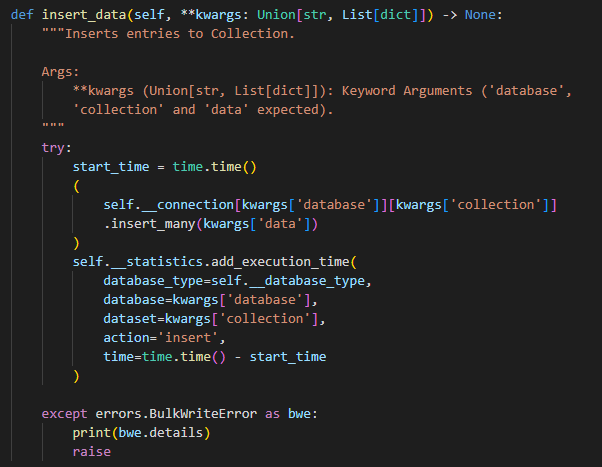 def insert_data(self, **kwargs: Union[str, List[dict]]) -> None:
    """Inserts entries to Collection.

    Args:
        **kwargs (Union[str, List[dict]]): Keyword Arguments ('database',
        'collection' and 'data' expected).
    """
    try:
        start_time = time.time()
        (
            self.__connection[kwargs['database']][kwargs['collection']]
            .insert_many(kwargs['data'])
        )
        self.__statistics.add_execution_time(
            database_type=self.__database_type,
            database=kwargs['database'],
            dataset=kwargs['collection'],
            action='insert',
            time=time.time() - start_time
        )

    except errors.BulkWriteError as bwe:
        print(bwe.details)
        raise